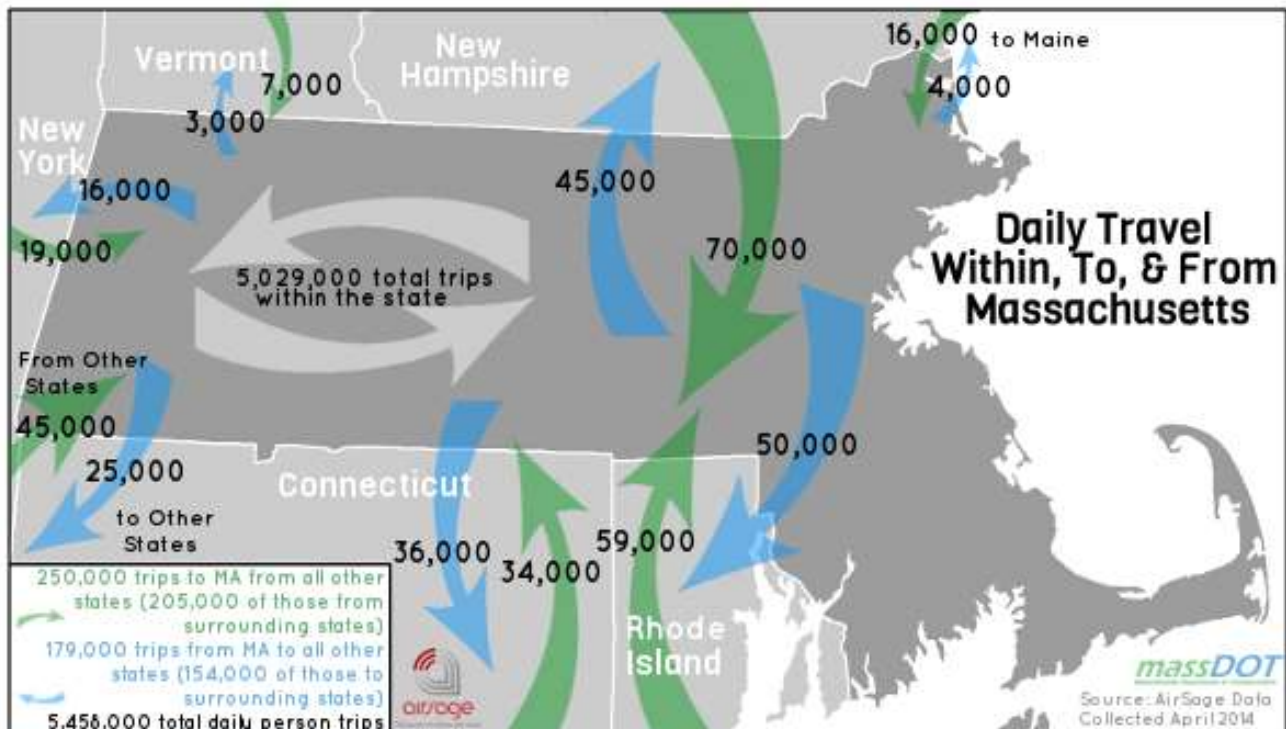 Vermont
New
Hampshire
16,000 to Maine
4,000
7,000
3,000
New
York
16,000
19,000
45,000
70,000
Daily Travel
Within, To, & From
Massachusetts
5,029,000 total trips
within the state
From Other
States
45,000
25,000
to Other
States
Connecticut
50,000
36,000
34,000
59,000
Rhode
Island
250,000 trips to MA from all other
states (205,000 of those from
surrounding states)
179,000 trips from MA to all other
states (154,000 of those to
surrounding states)
5,458,000 total daily person trips
airsage
massDOT
Source: AirSage Data
Collected April 2014